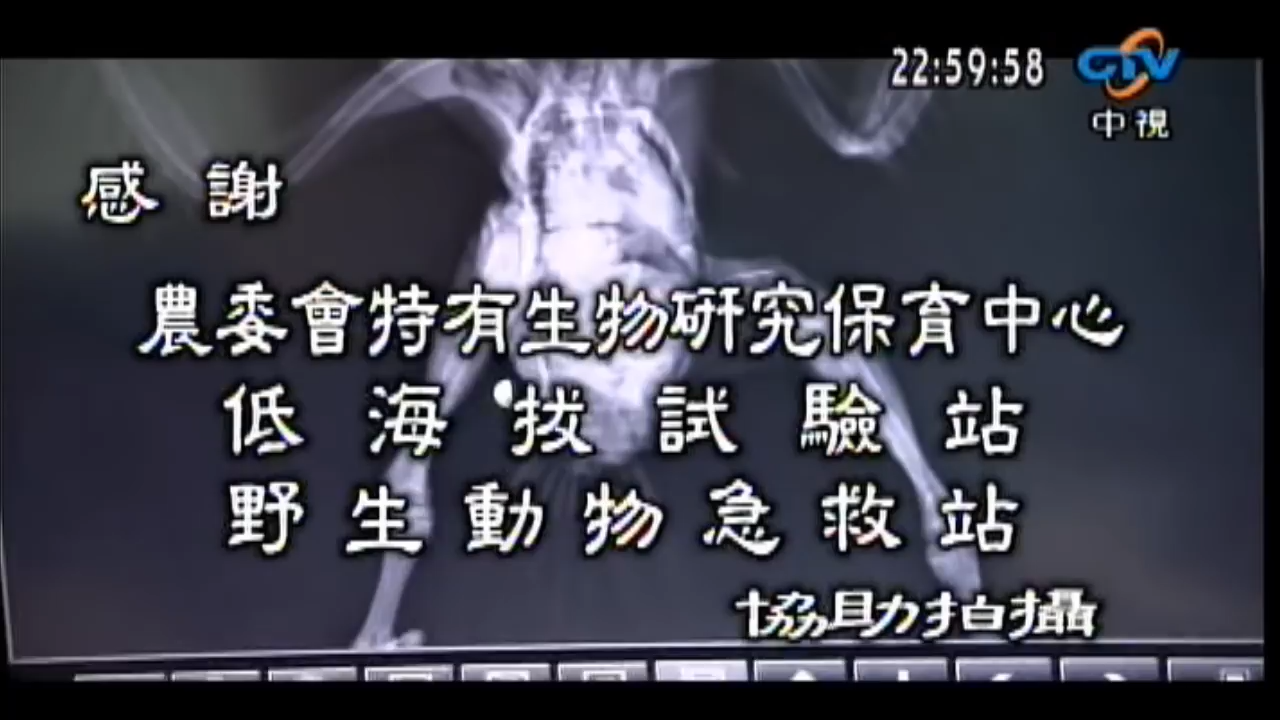 22:59:58
CTV
中視
感謝
農委會特有生物研究保育中心
低海拔試驗站
野生動物急救站
協助拍攝